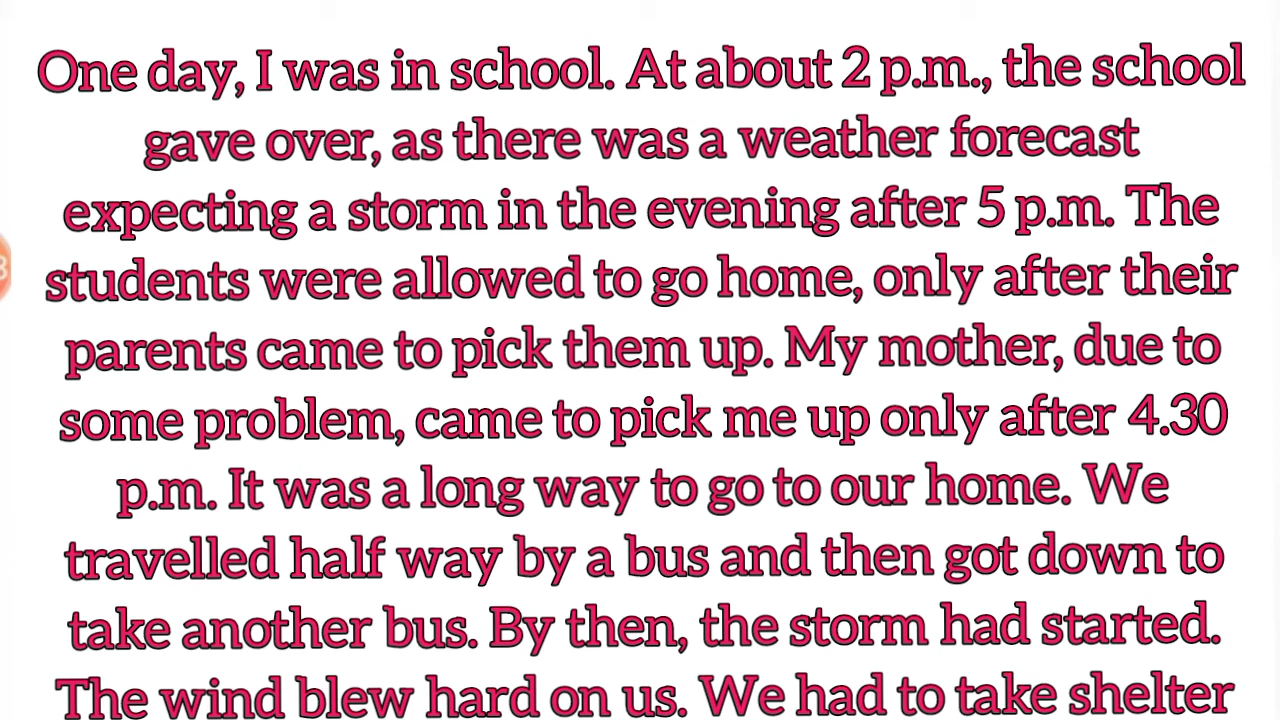 One day, I was in school. At about 2 p.m., the school
gave over, as there was a weather forecast
expecting a storm in the evening after 5 p.m. The
students were allowed to go home, only after their
parents came to pick them up. My mother, due to
some problem, came to pick me up only after 4.30
p.m. It was a long way to go to our home. We
travelled half way by a bus and then got down to
take another bus. By then, the storm had started.
The wind blew hard on us. We had to take shelter